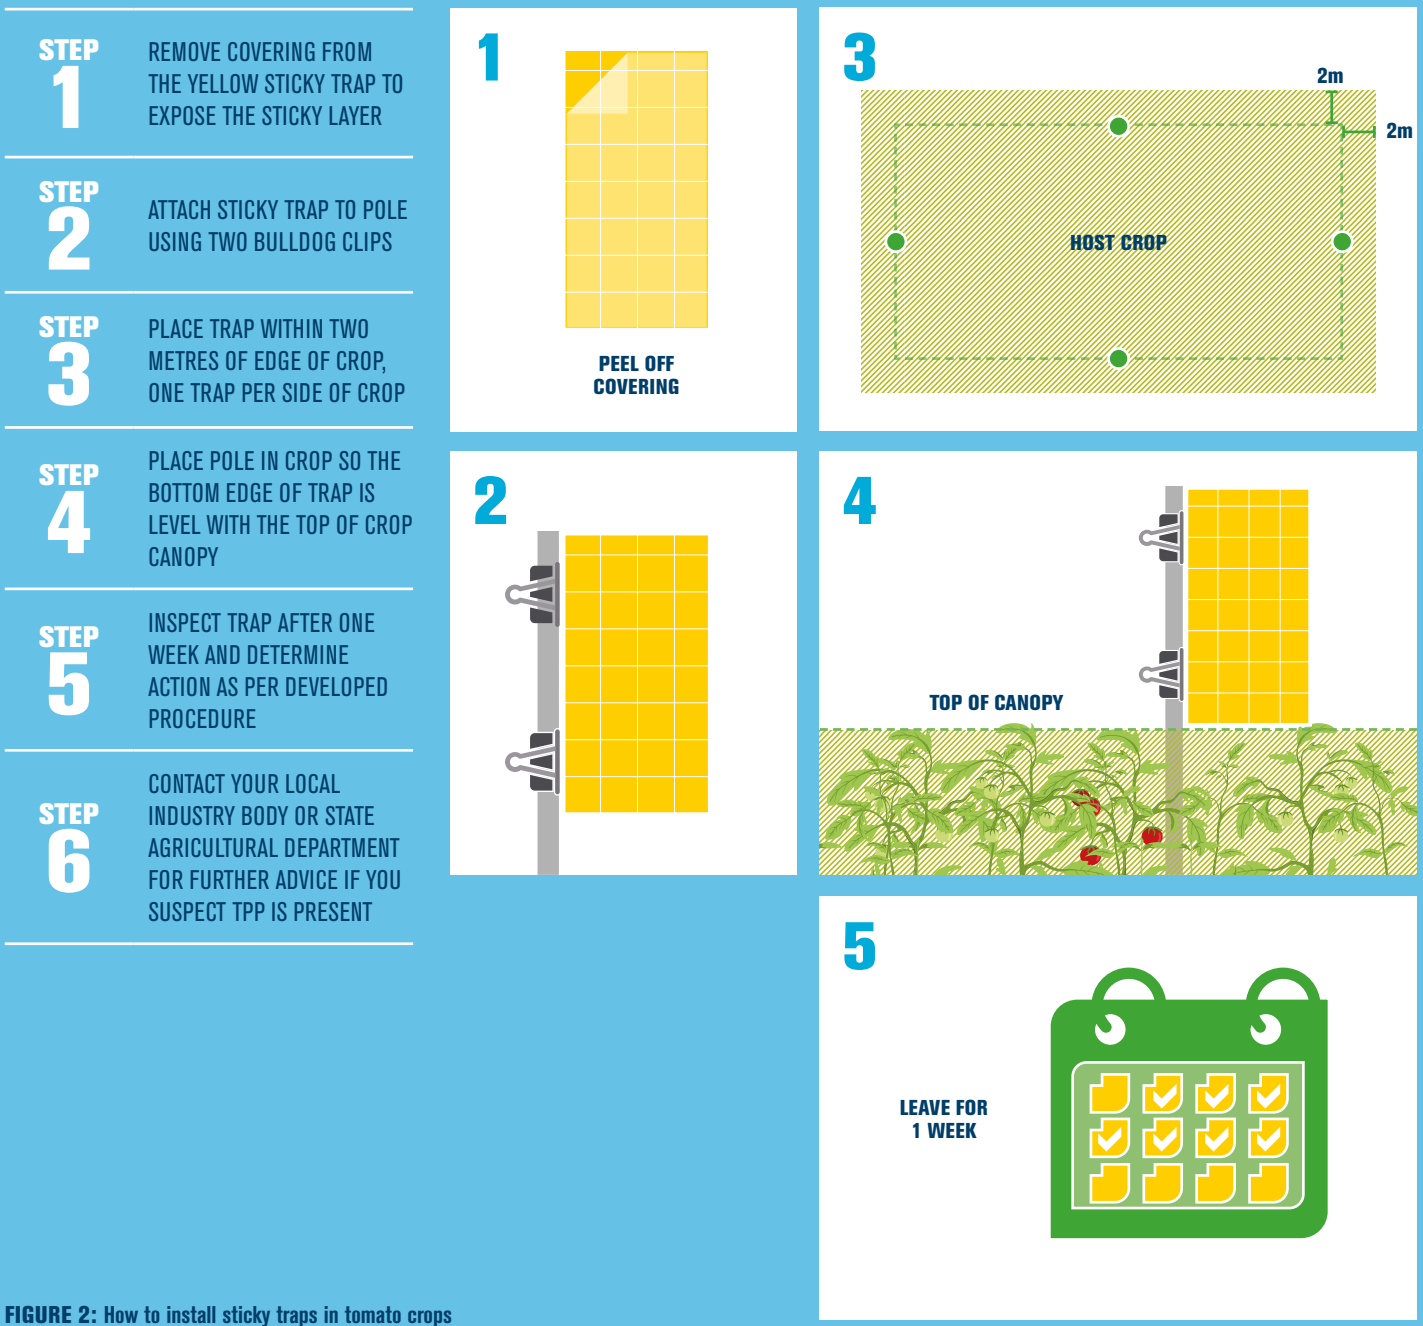 STEP
1
REMOVE COVERING FROM
THE YELLOW STICKY TRAP TO
EXPOSE THE STICKY LAYER
STEP
2
ATTACH STICKY TRAP TO POLE
USING TWO BULLDOG CLIPS
STEP
3
PLACE TRAP WITHIN TWO
METRES OF EDGE OF CROP,
ONE TRAP PER SIDE OF CROP
STEP
4
PLACE POLE IN CROP SO THE
BOTTOM EDGE OF TRAP IS
LEVEL WITH THE TOP OF CROP
CANOPY
STEP
5
INSPECT TRAP AFTER ONE
WEEK AND DETERMINE
ACTION AS PER DEVELOPED
PROCEDURE
STEP
6
CONTACT YOUR LOCAL
INDUSTRY BODY OR STATE
AGRICULTURAL DEPARTMENT
FOR FURTHER ADVICE IF YOU
SUSPECT TPP IS PRESENT
1
PEEL OFF
COVERING
2
3
2m
2m
HOST CROP
4
TOP OF CANOPY
5
LEAVE FOR
1 WEEK
FIGURE 2: How to install sticky traps in tomato crops